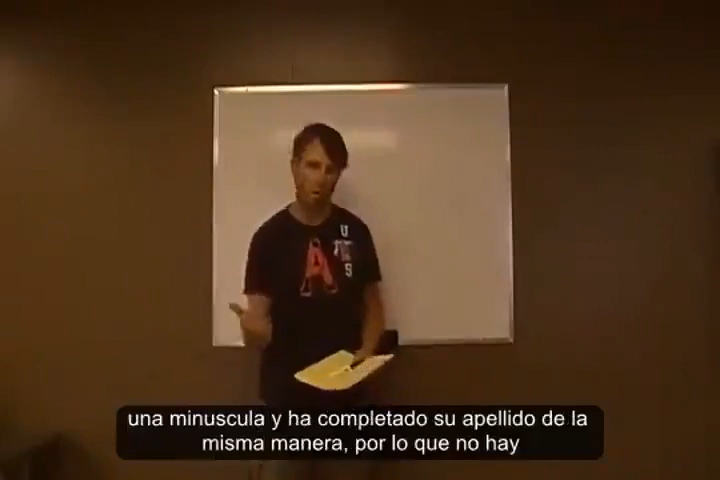 U
A
S
una minuscula y ha completado su apellido de la
misma manera, por lo que no hay